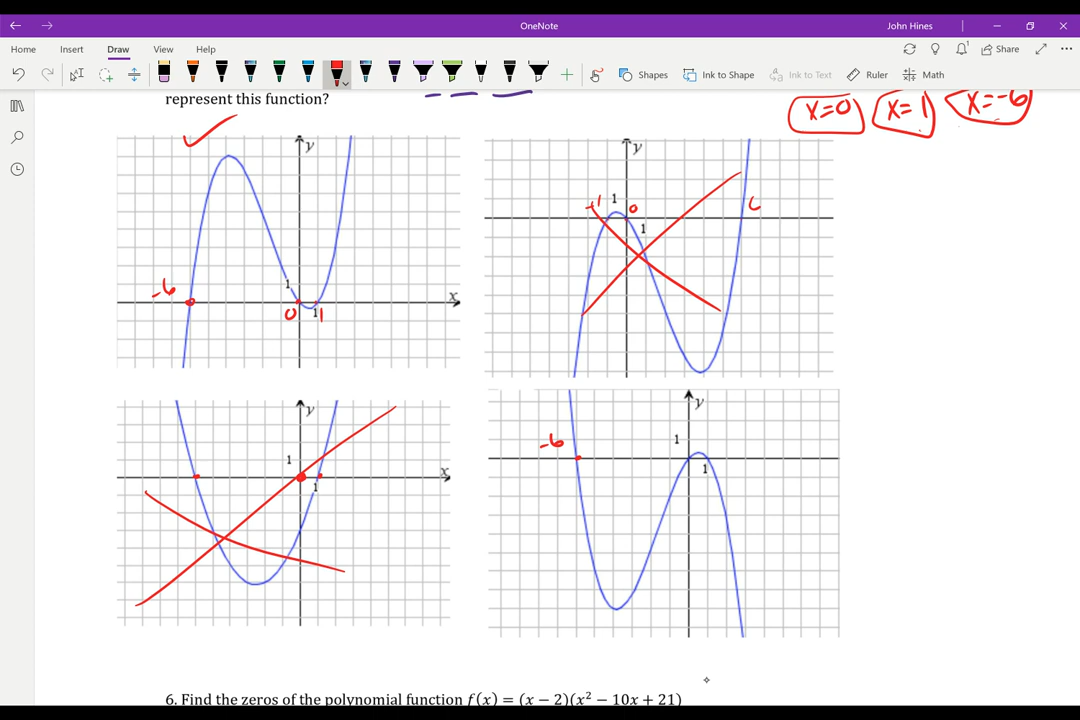 OneNote
John Hines
Home Insert Draw View Help
Share
Shapes
Ink to Shape
Ink to Text
Ruler
Math
represent this function?
x=0 x=1 x=-6
y
1
x
1
-6
0
1
y
1
1
+1
0
6
y
1
x
1
y
1
1
-6
6. Find the zeros of the polynomial function f(x) = (x − 2)(x² − 10x + 21)